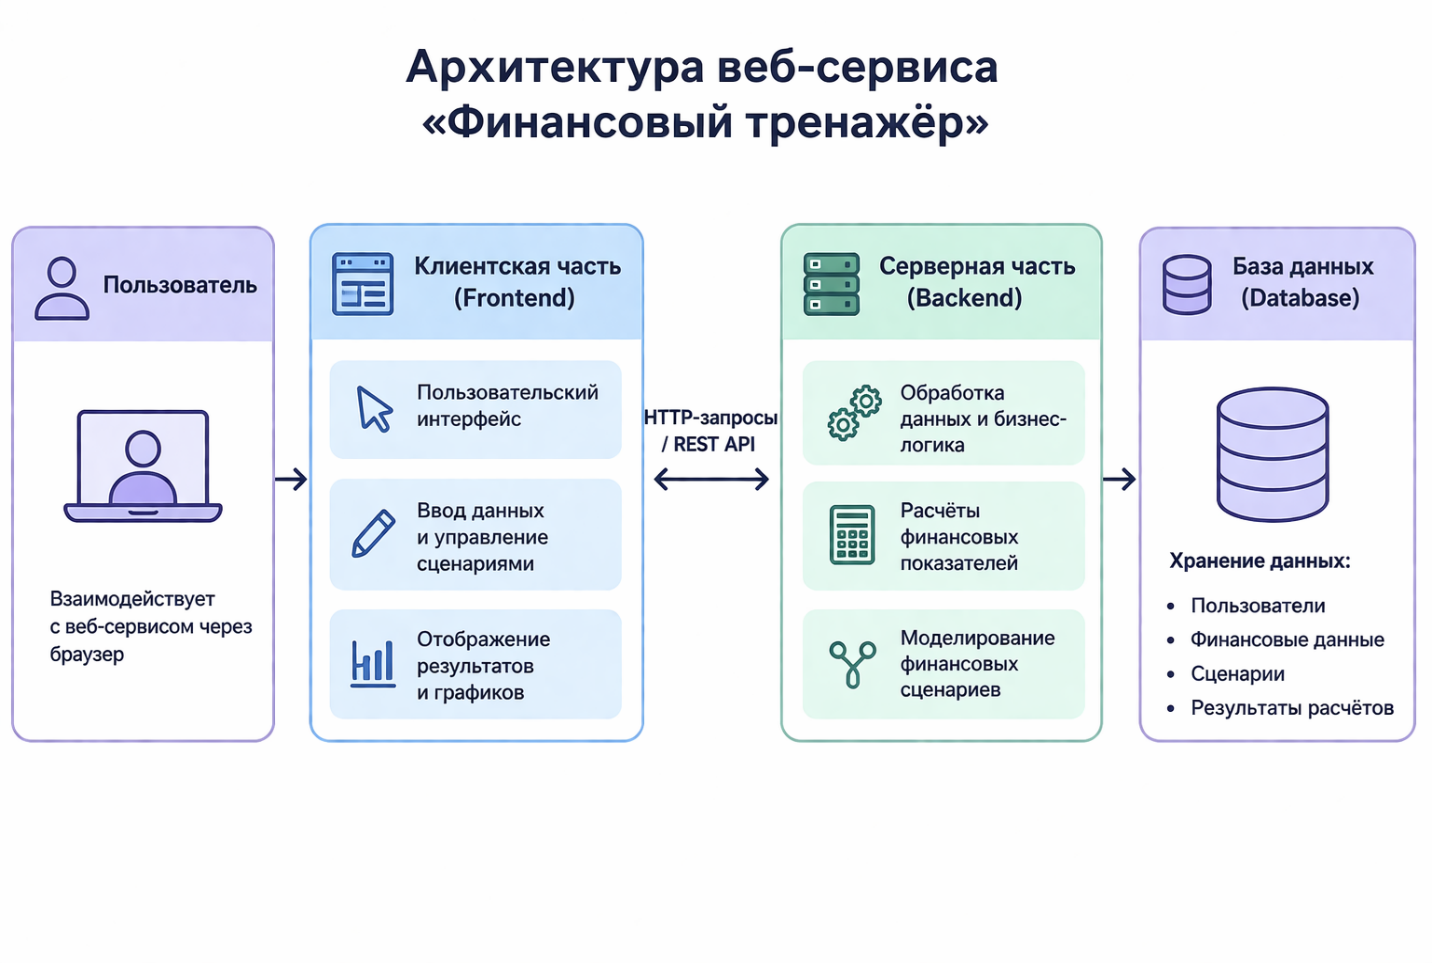 Архитектура веб-сервиса
«Финансовый тренажёр»
Пользователь
Взаимодействует
с веб-сервисом через
браузер
Клиентская часть
(Frontend)
Пользовательский
интерфейс
Ввод данных
и управление
сценариями
Отображение
результатов
и графиков
HTTP-запросы
/ REST API
Серверная часть
(Backend)
Обработка
данных и бизнес-
логика
Расчёты
финансовых
показателей
Моделирование
финансовых
сценариев
База данных
(Database)
Хранение данных:
• Пользователи
• Финансовые данные
• Сценарии
• Результаты расчётов